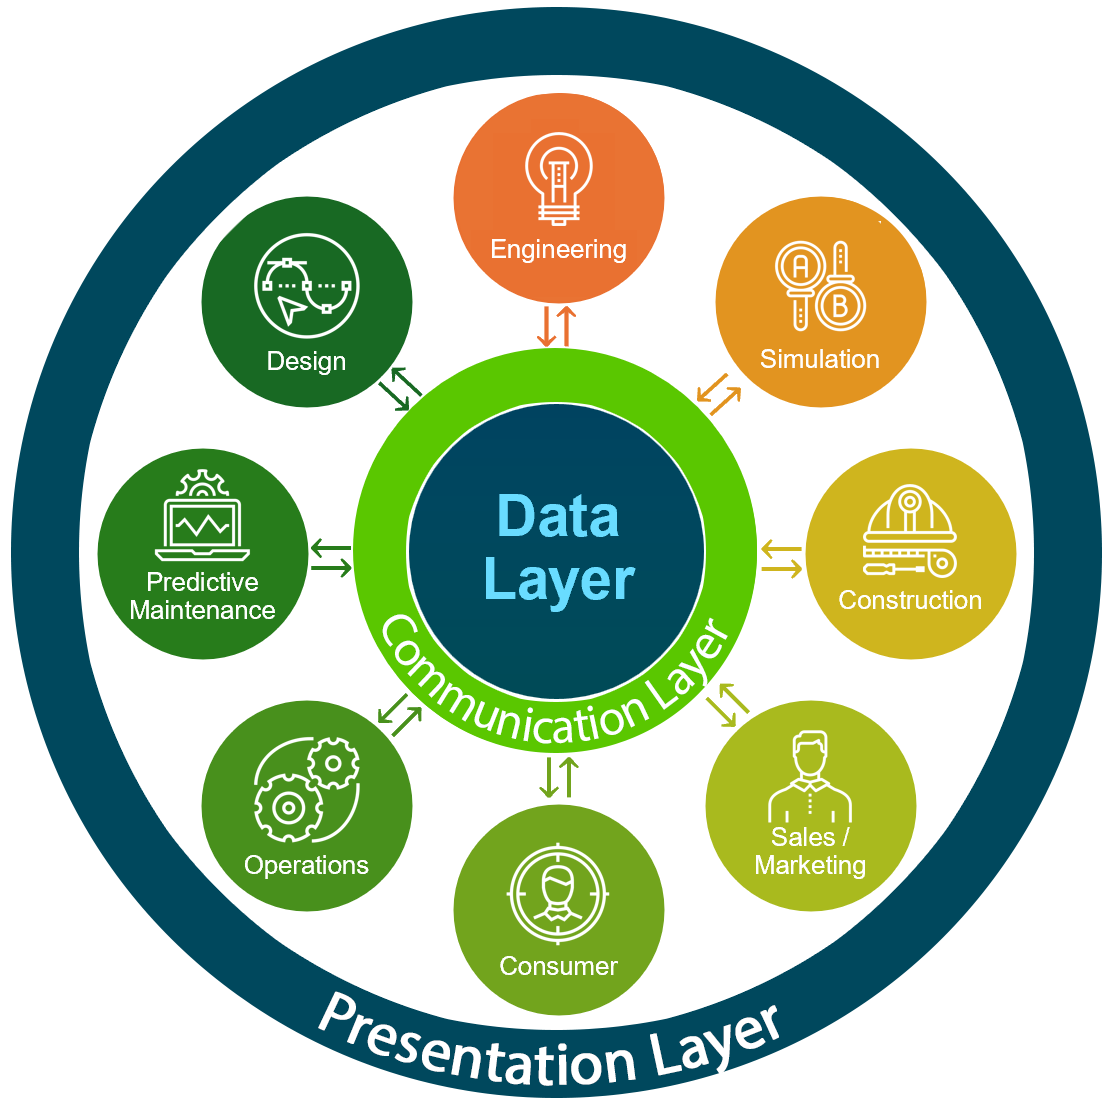 Engineering
Simulation
Construction
Sales /
Marketing
Consumer
Operations
Predictive
Maintenance
Design
A
B
Data
Layer
Communication Layer
Presentation Layer